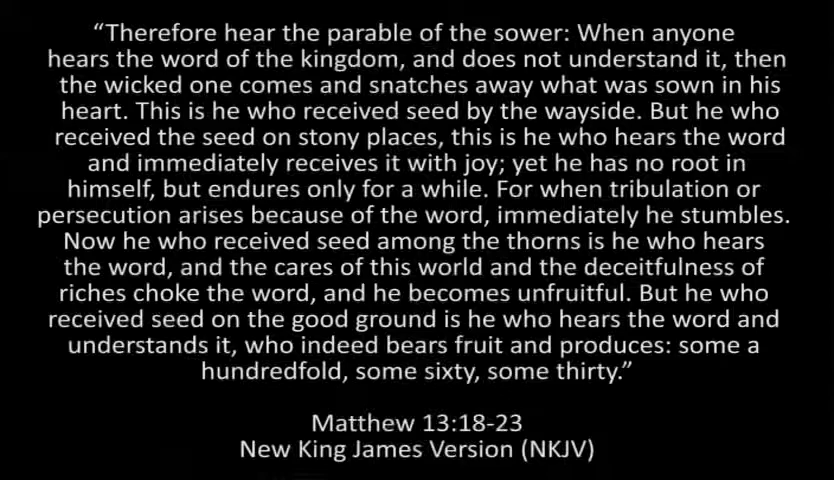 “Therefore hear the parable of the sower: When anyone
hears the word of the kingdom, and does not understand it, then
the wicked one comes and snatches away what was sown in his
heart. This is he who received seed by the wayside. But he who
received the seed on stony places, this is he who hears the word
and immediately receives it with joy; yet he has no root in
himself, but endures only for a while. For when tribulation or
persecution arises because of the word, immediately he stumbles.
Now he who received seed among the thorns is he who hears
the word, and the cares of this world and the deceitfulness of
riches choke the word, and he becomes unfruitful. But he who
received seed on the good ground is he who hears the word and
understands it, who indeed bears fruit and produces: some a
hundredfold, some sixty, some thirty.”
Matthew 13:18-23
New King James Version (NKJV)